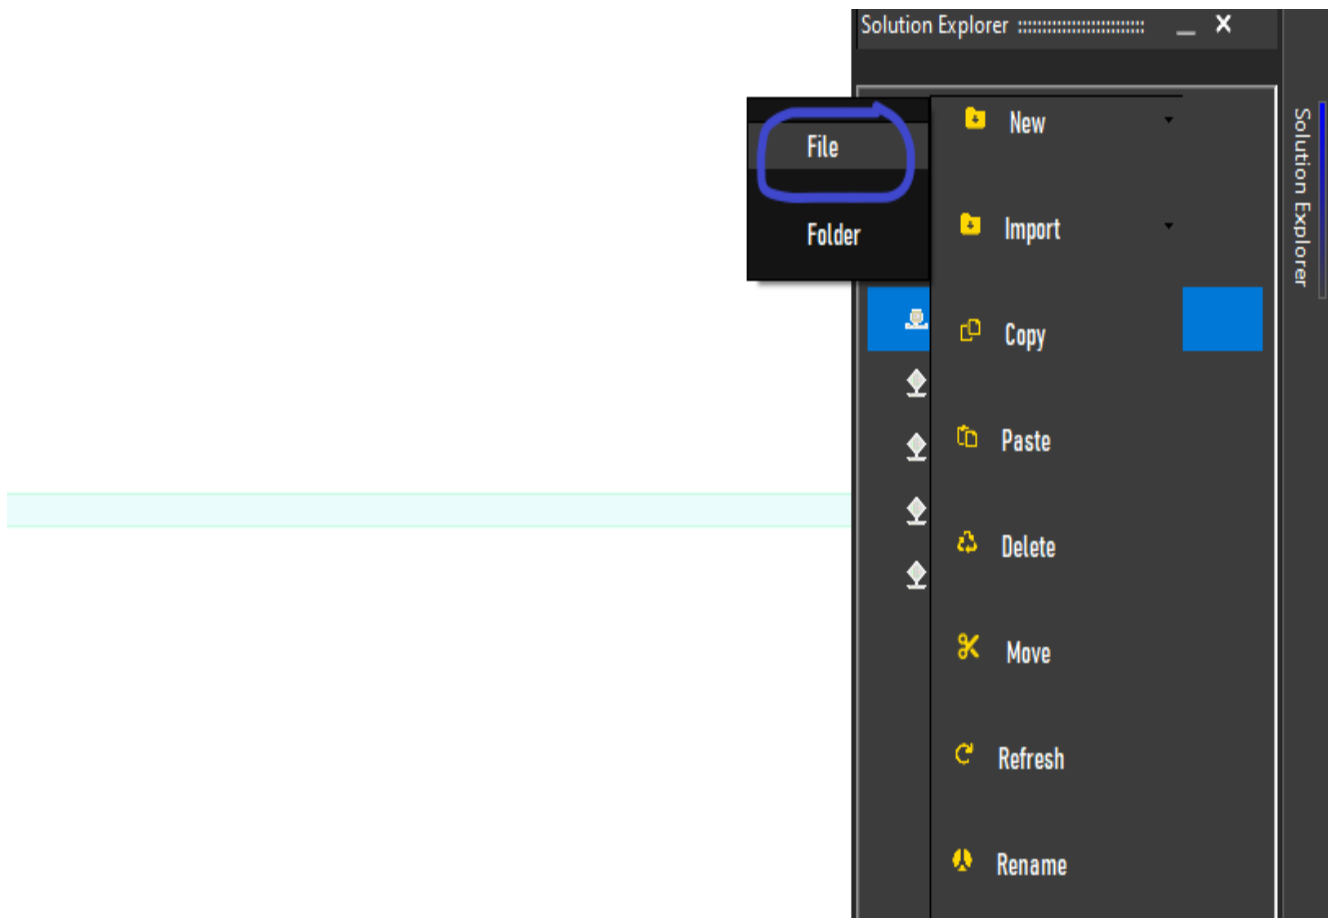 Solution Explorer
File
Folder
New
Import
Copy
Paste
Delete
Move
Refresh
Rename
Solution Explorer